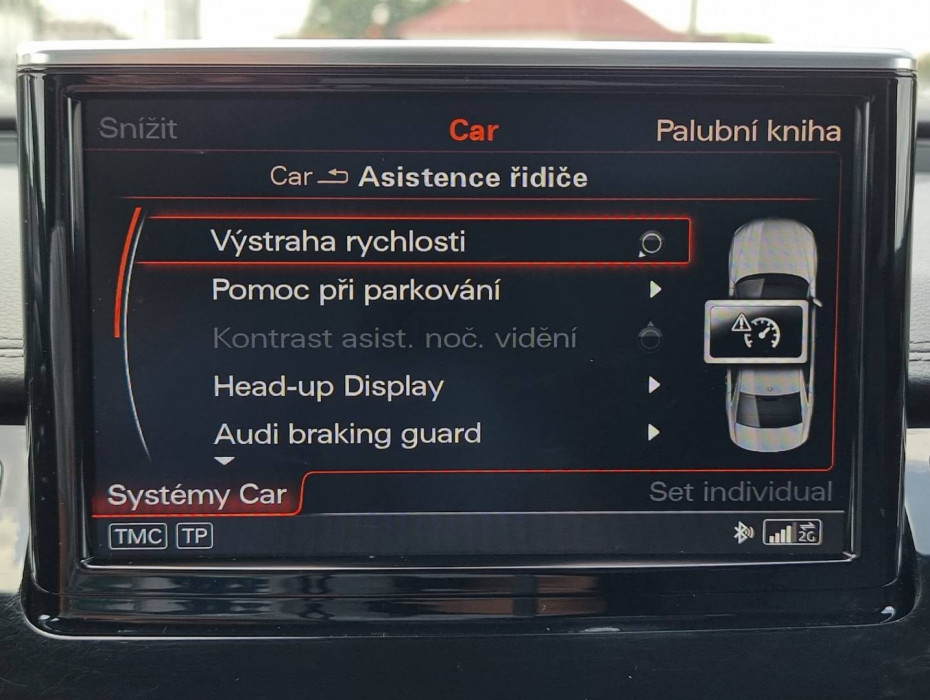 Snížit Car Palubní kniha
Car Asistence řidiče
Výstraha rychlosti
Pomoc při parkování
Kontrast asist. noč. vidění
Head-up Display
Audi braking guard
Systémy Car Set individual
TMC TP 2G